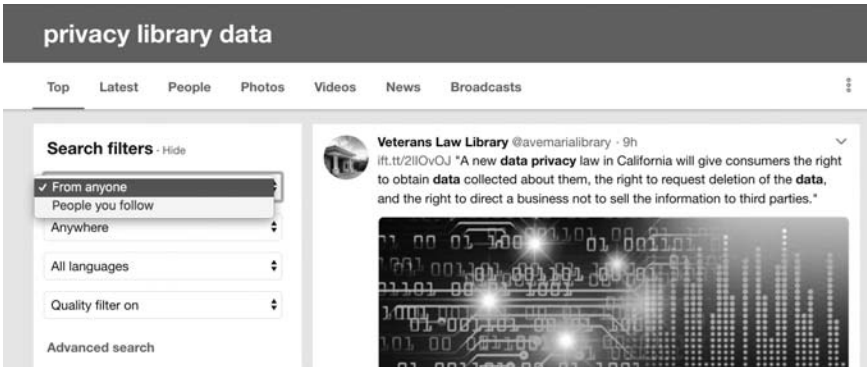 privacy library data
Top Latest People Photos Videos News Broadcasts
Search filters - Hide
✓ From anyone
People you follow
Anywhere
All languages
Quality filter on
Advanced search
Veterans Law Library @avemarialibrary · 9h
ift.tt/2IIOvOJ "A new data privacy law in California will give consumers the right
to obtain data collected about them, the right to request deletion of the data,
and the right to direct a business not to sell the information to third parties."